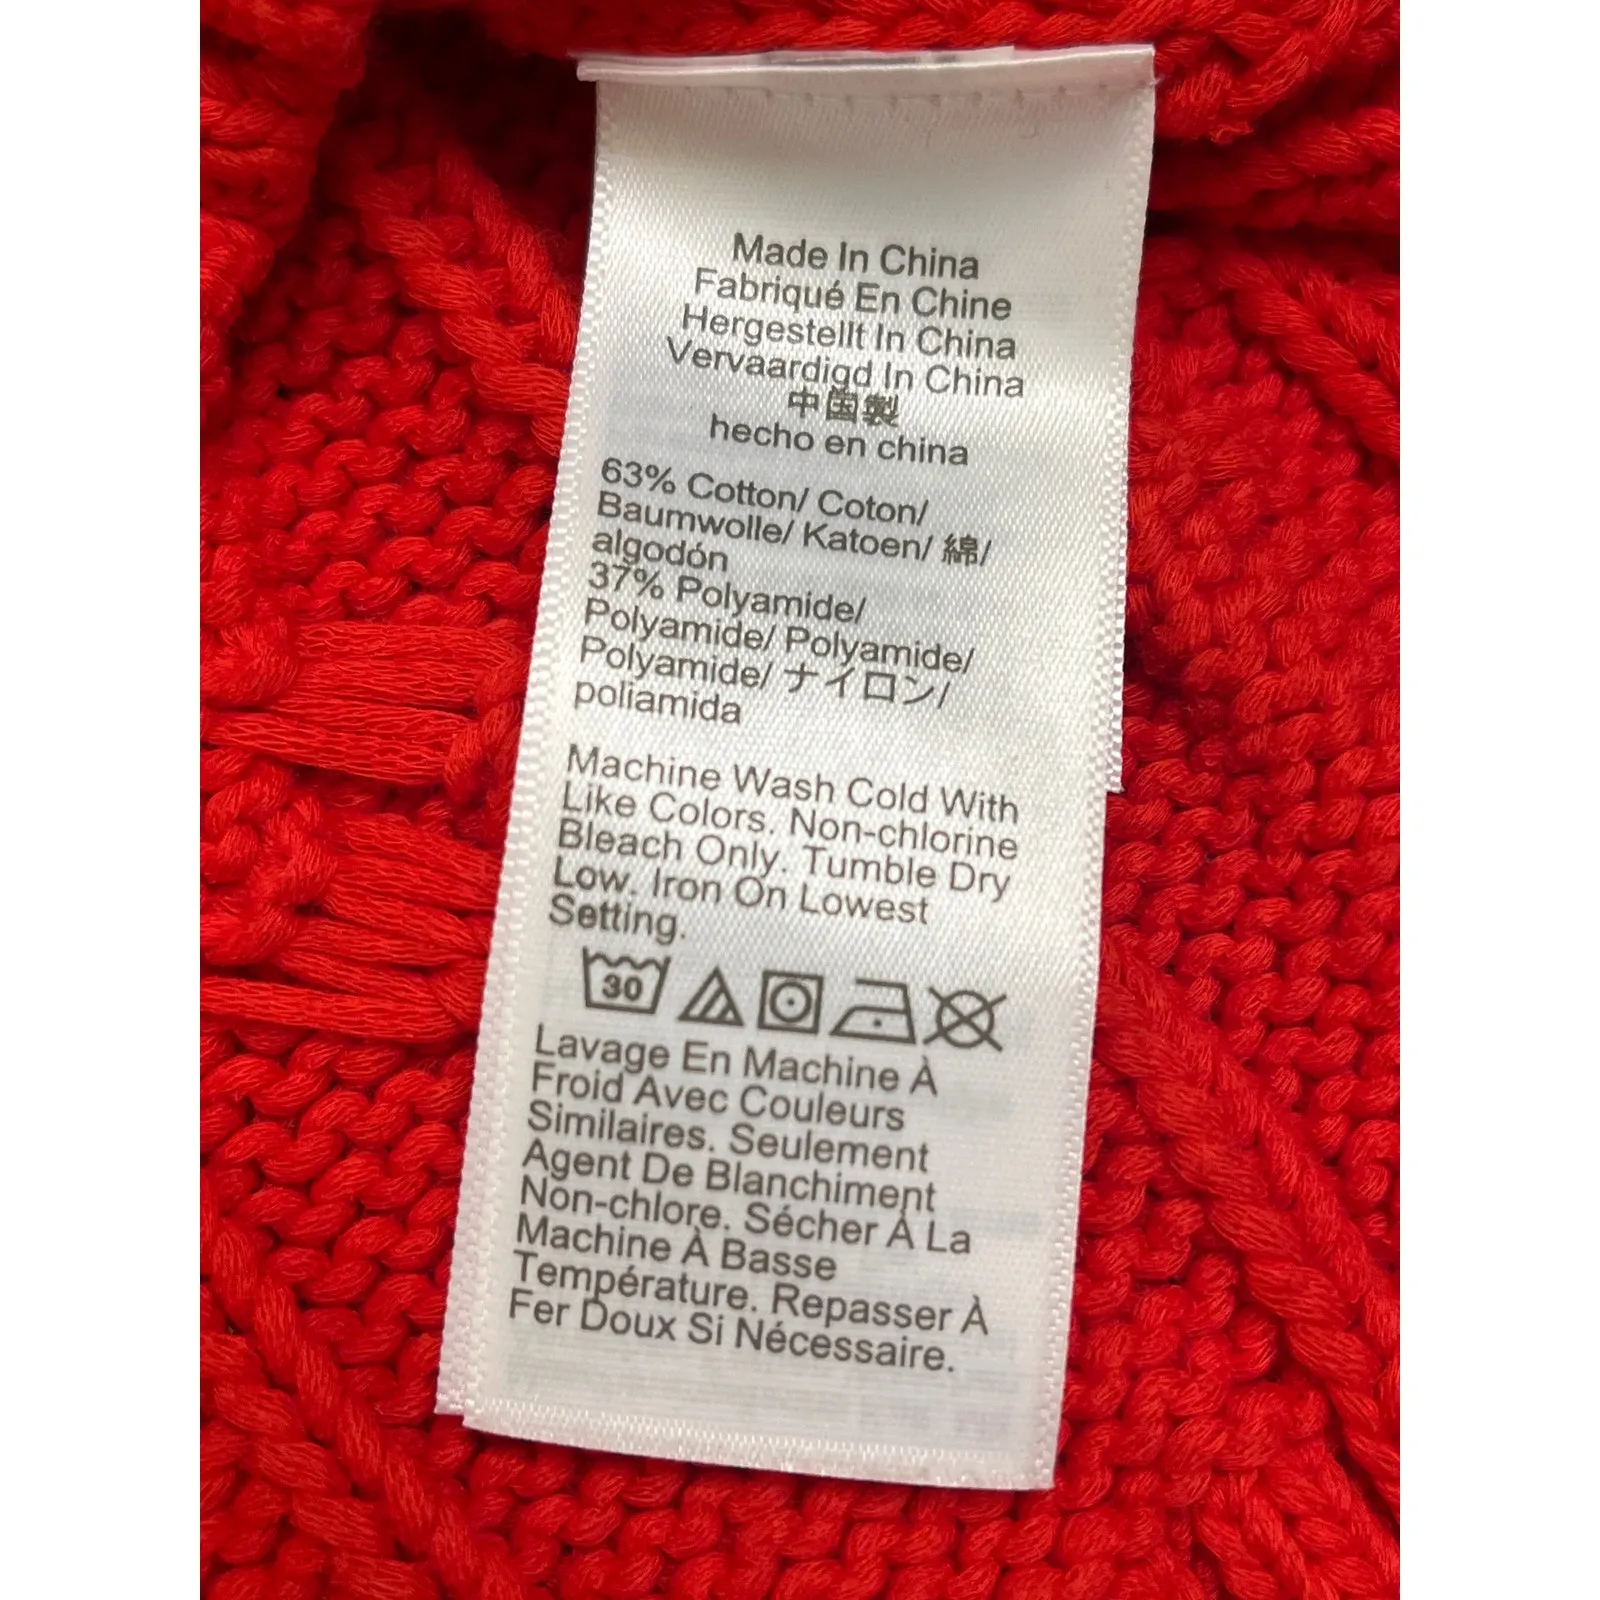 Made In China
Fabriqué En Chine
Hergestellt In China
Vervaardigd In China
中国製
hecho en china
63% Cotton/ Coton/
Baumwolle/ Katoen/ 綿/
algodón
37% Polyamide/
Polyamide/ Polyamide/
Polyamide/ ナイロン/
poliamida
Machine Wash Cold With
Like Colors. Non-chlorine
Bleach Only. Tumble Dry
Low. Iron On Lowest
Setting.
30
Lavage En Machine À
Froid Avec Couleurs
Similaires. Seulement
Agent De Blanchiment
Non-chlore. Sécher À La
Machine À Basse
Température. Repasser À
Fer Doux Si Nécessaire.